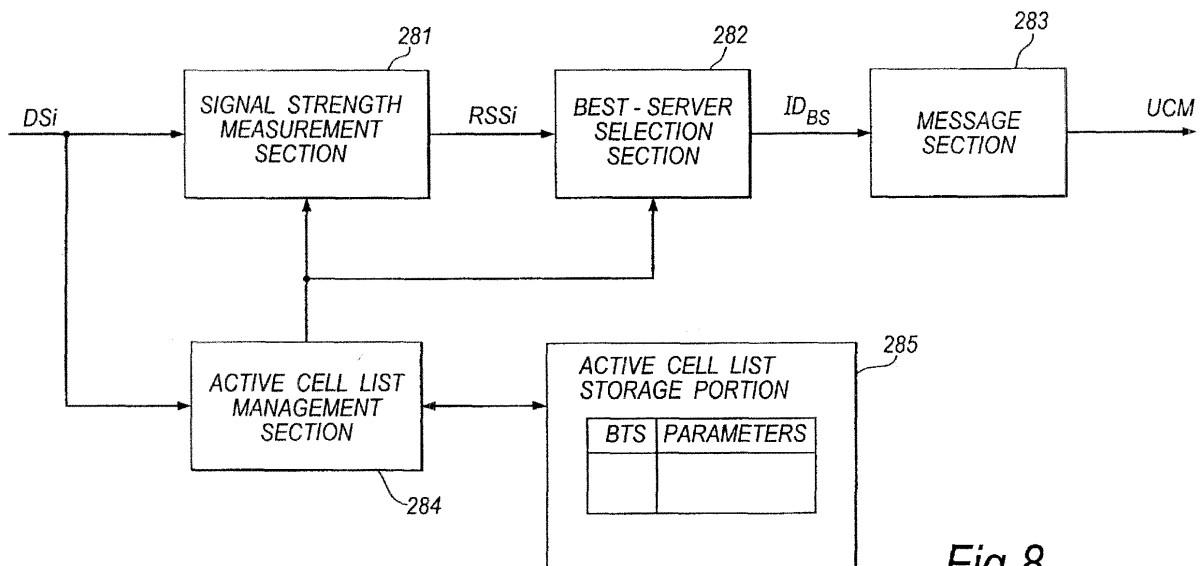 281
282
283
DSi
SIGNAL STRENGTH
MEASUREMENT
SECTION
RSSi
BEST - SERVER
SELECTION
SECTION
ID_BS
MESSAGE
SECTION
UCM
ACTIVE CELL LIST
MANAGEMENT
SECTION
284
ACTIVE CELL LIST
STORAGE PORTION
285
BTS PARAMETERS
Fig.8